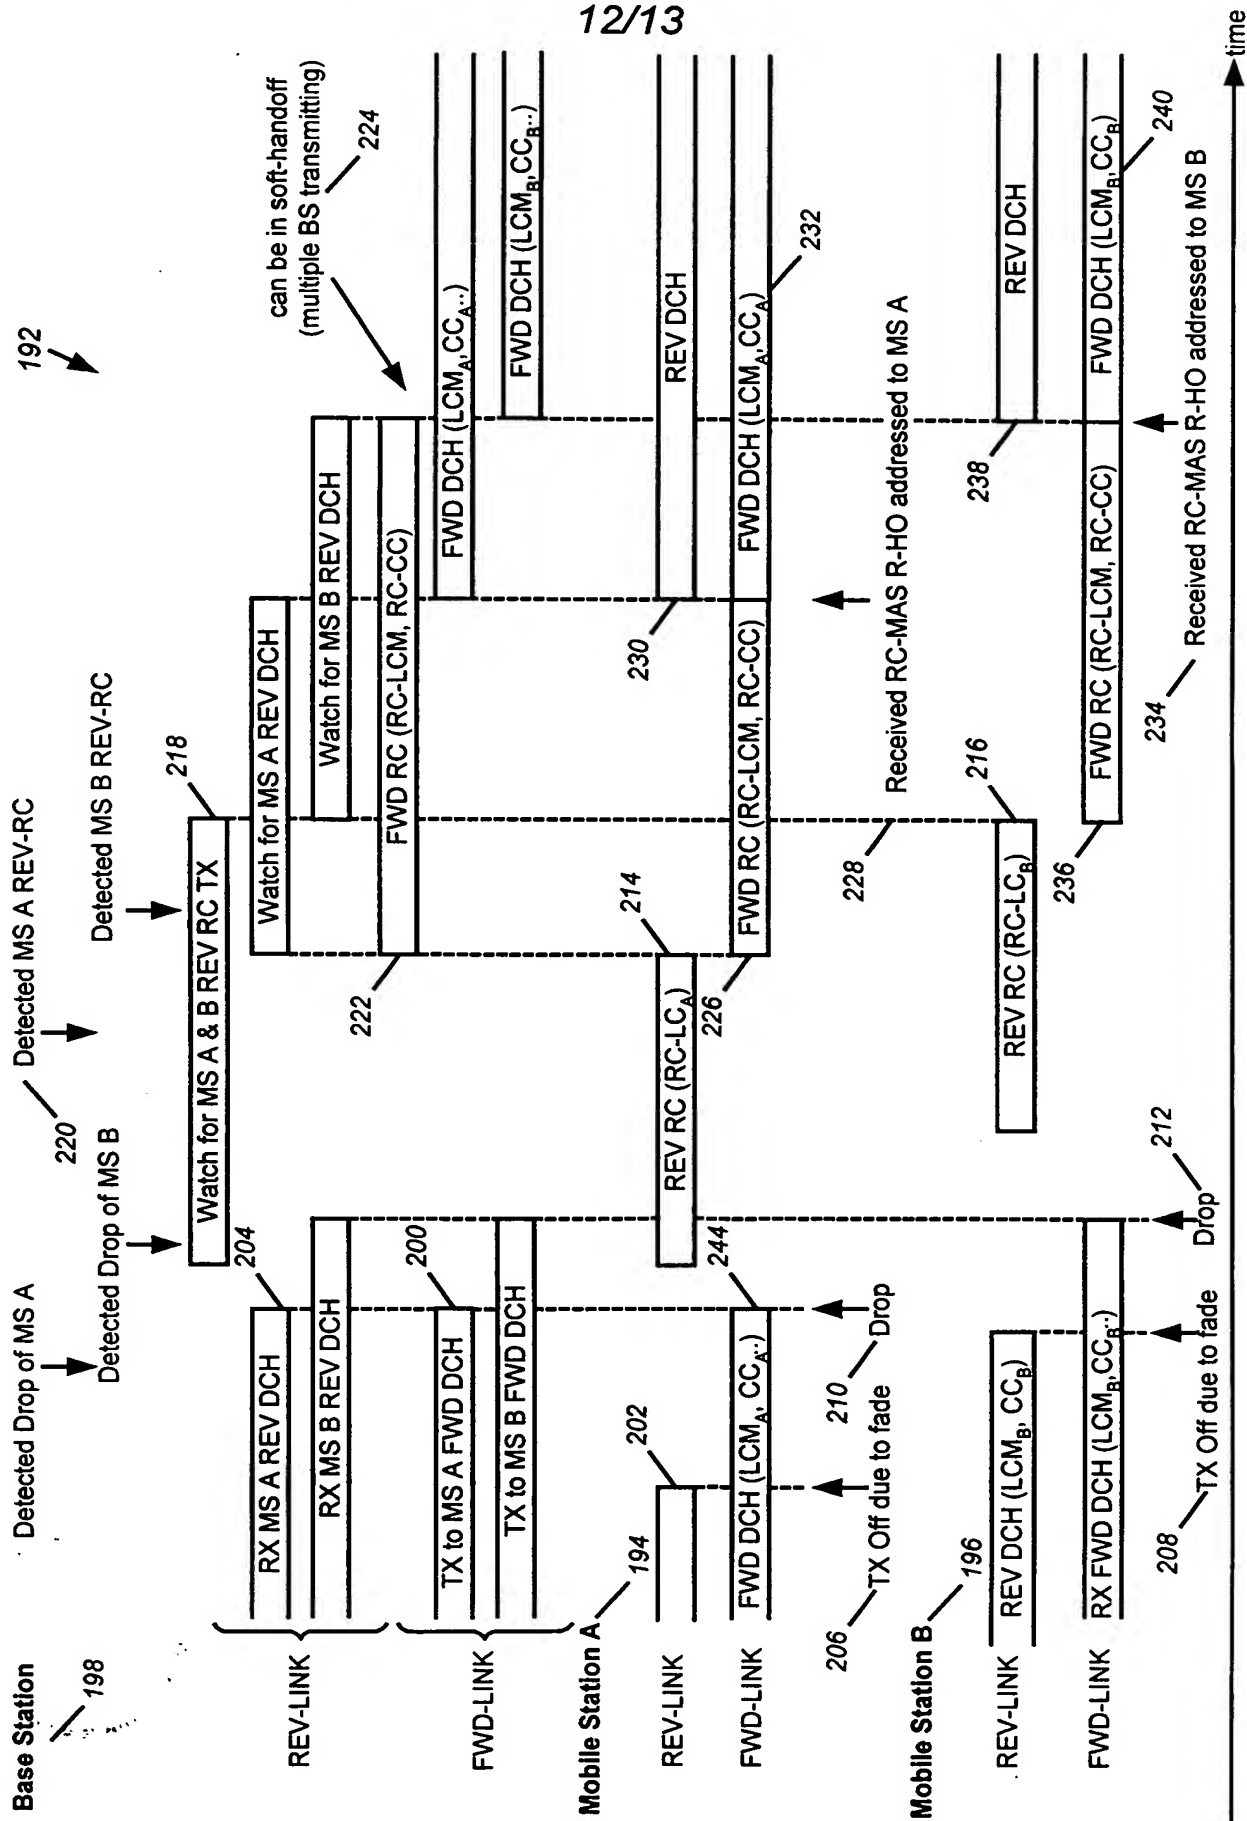 12/13
192
Base Station
198
Detected Drop of MS A
Detected Drop of MS B
220
Detected MS A REV-RC
Detected MS B REV-RC
218
Watch for MS A & B REV RC TX
REV-LINK
204
RX MS A REV DCH
Watch for MS A REV DCH
RX MS B REV DCH
Watch for MS B REV DCH
can be in soft-handoff
(multiple BS transmitting)
224
222
FWD RC (RC-LCM, RC-CC)
FWD-LINK
200
TX to MS A FWD DCH
FWD DCH (LCMA,CCA..)
TX to MS B FWD DCH
FWD DCH (LCMB,CCB..)
Mobile Station A
194
REV-LINK
202
REV RC (RC-LCA)
214
230
REV DCH
FWD-LINK
244
FWD DCH (LCMA, CCA..)
226
FWD RC (RC-LCM, RC-CC)
FWD DCH (LCMA,CCA)
232
206
TX Off due to fade
210
Drop
228
Received RC-MAS R-HO addressed to MS A
Mobile Station B
196
REV-LINK
REV DCH (LCMB, CCB)
REV RC (RC-LCB)
216
238
REV DCH
FWD-LINK
RX FWD DCH (LCMB,CCB..)
236
FWD RC (RC-LCM, RC-CC)
FWD DCH (LCMB,CCB)
240
208
TX Off due to fade
212
Drop
234
Received RC-MAS R-HO addressed to MS B
time